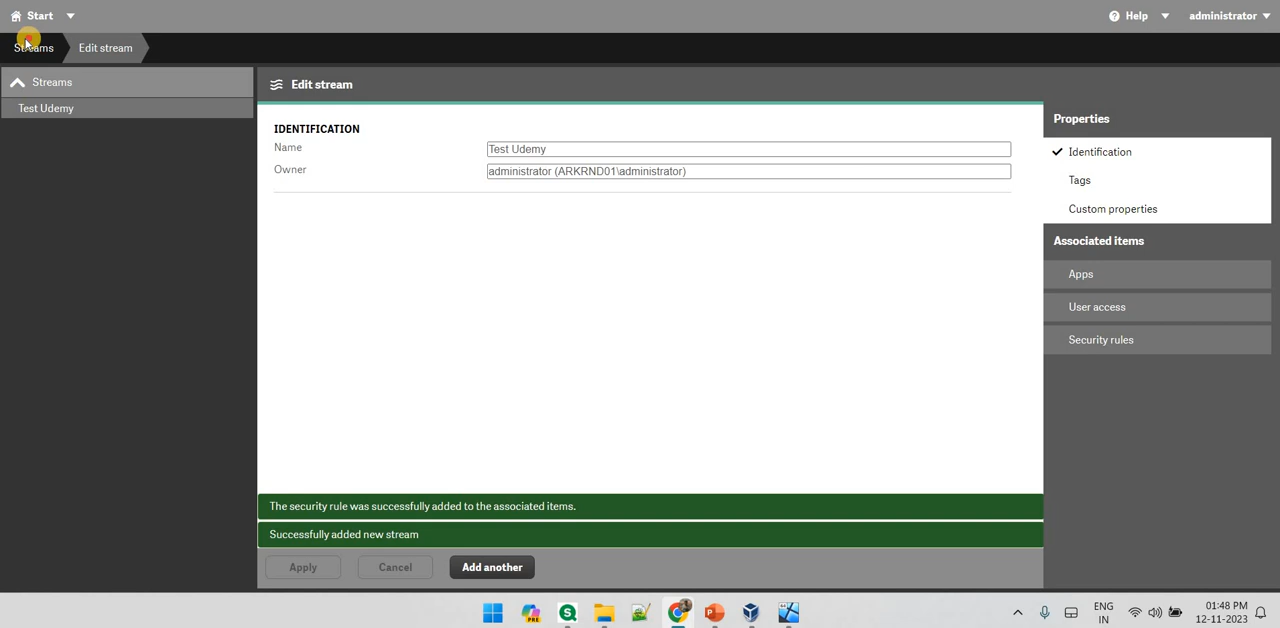 Start
Help
administrator
Streams
Edit stream
Streams
Test Udemy
Edit stream
IDENTIFICATION
Name
Test Udemy
Owner
administrator (ARKRND01\administrator)
Properties
Identification
Tags
Custom properties
Associated items
Apps
User access
Security rules
The security rule was successfully added to the associated items.
Successfully added new stream
Apply
Cancel
Add another
PRE
ENG
IN
01:48 PM
12-11-2023